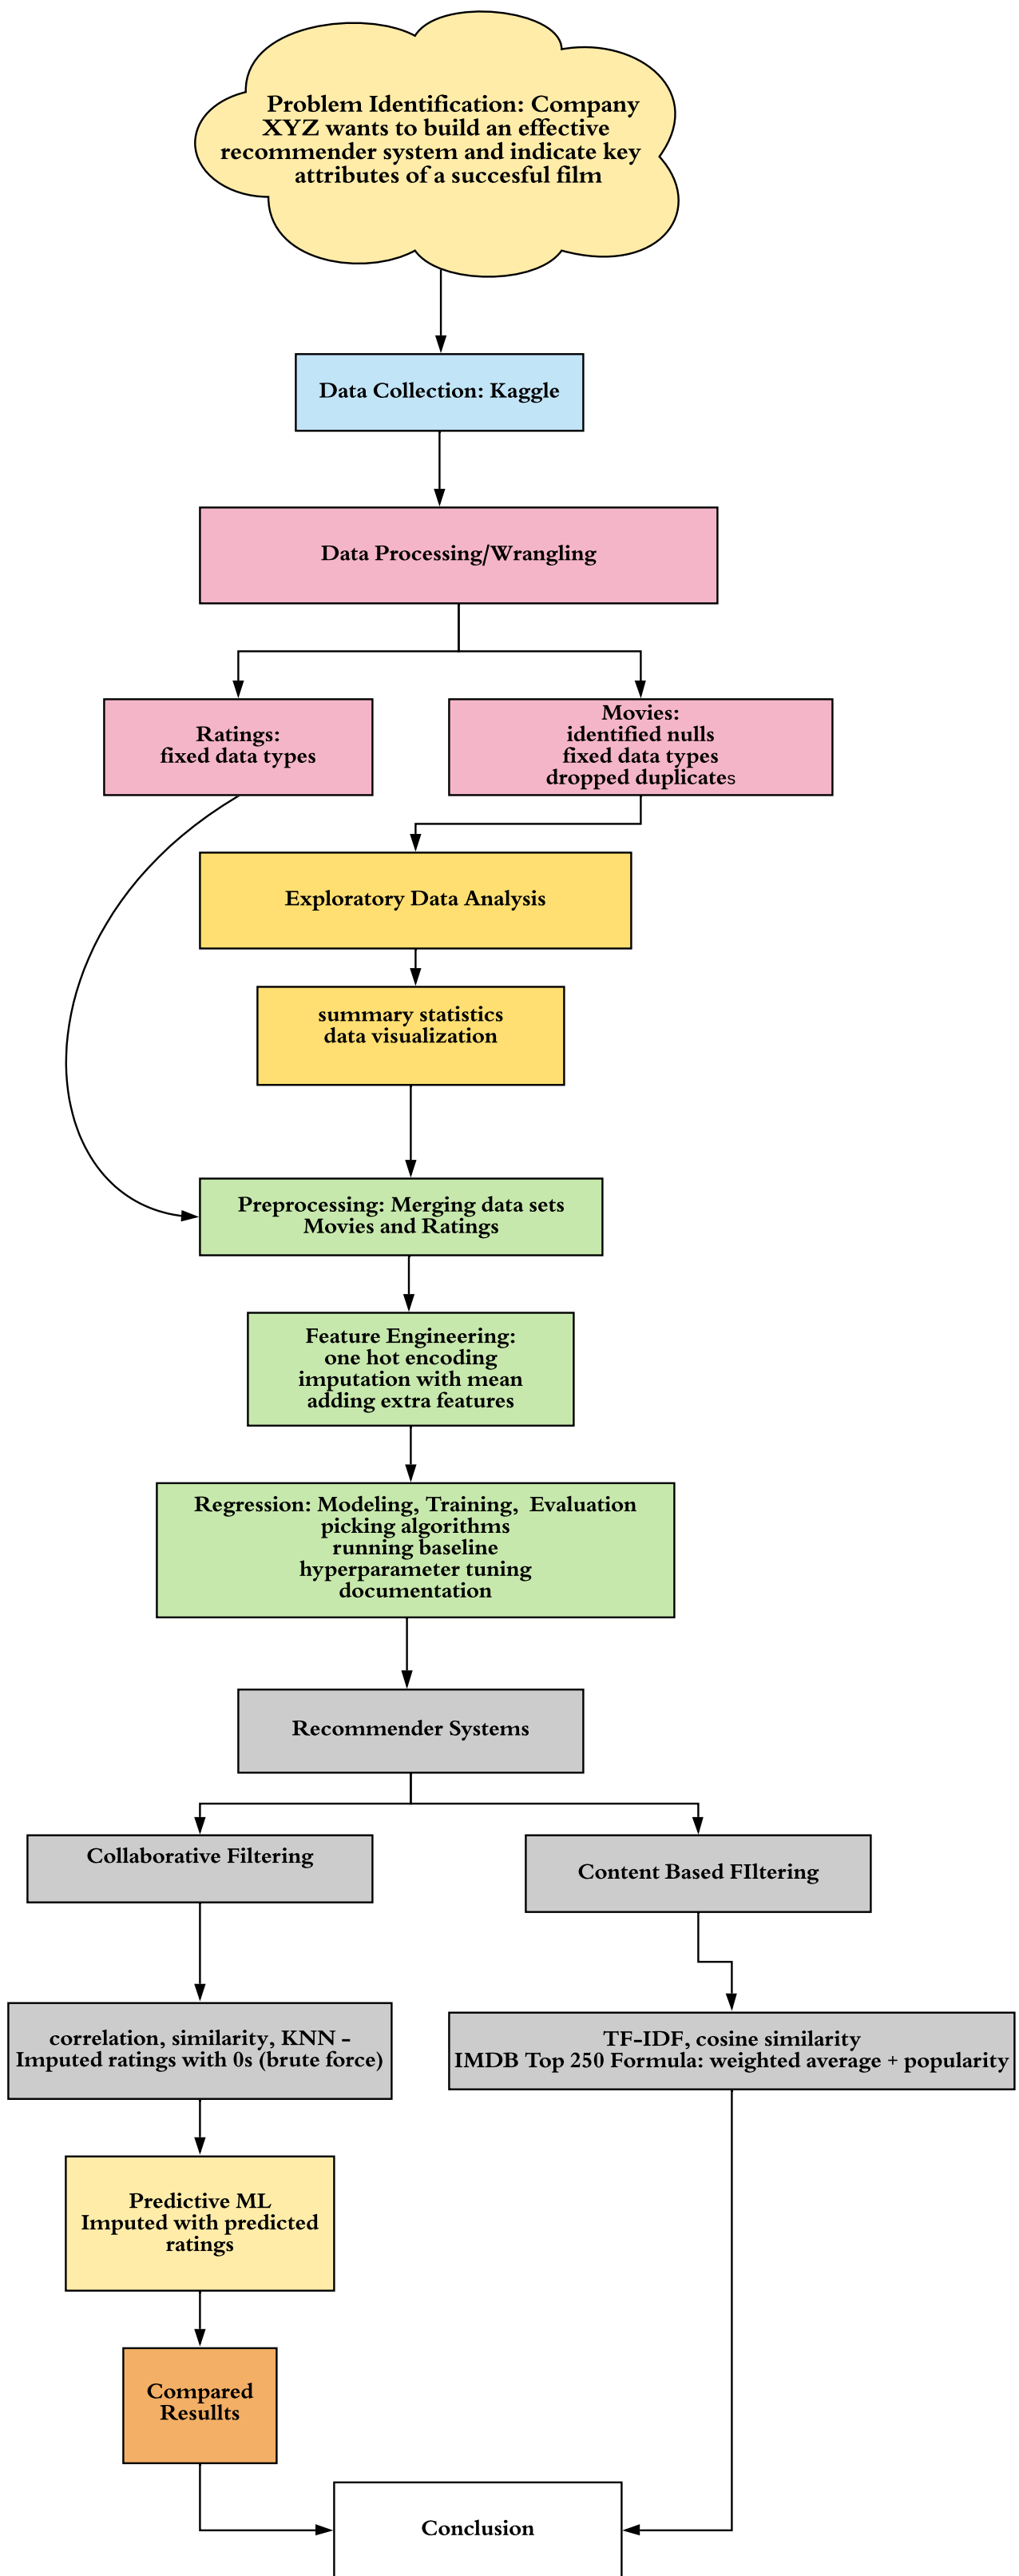 Problem Identification: Company
XYZ wants to build an effective
recommender system and indicate key
attributes of a succesful film
Data Collection: Kaggle
Data Processing/Wrangling
Ratings:
fixed data types
Movies:
identified nulls
fixed data types
dropped duplicates
Exploratory Data Analysis
summary statistics
data visualization
Preprocessing: Merging data sets
Movies and Ratings
Feature Engineering:
one hot encoding
imputation with mean
adding extra features
Regression: Modeling, Training, Evaluation
picking algorithms
running baseline
hyperparameter tuning
documentation
Recommender Systems
Collaborative Filtering
Content Based FIltering
correlation, similarity, KNN -
Imputed ratings with 0s (brute force)
TF-IDF, cosine similarity
IMDB Top 250 Formula: weighted average + popularity
Predictive ML
Imputed with predicted
ratings
Compared
Resullts
Conclusion